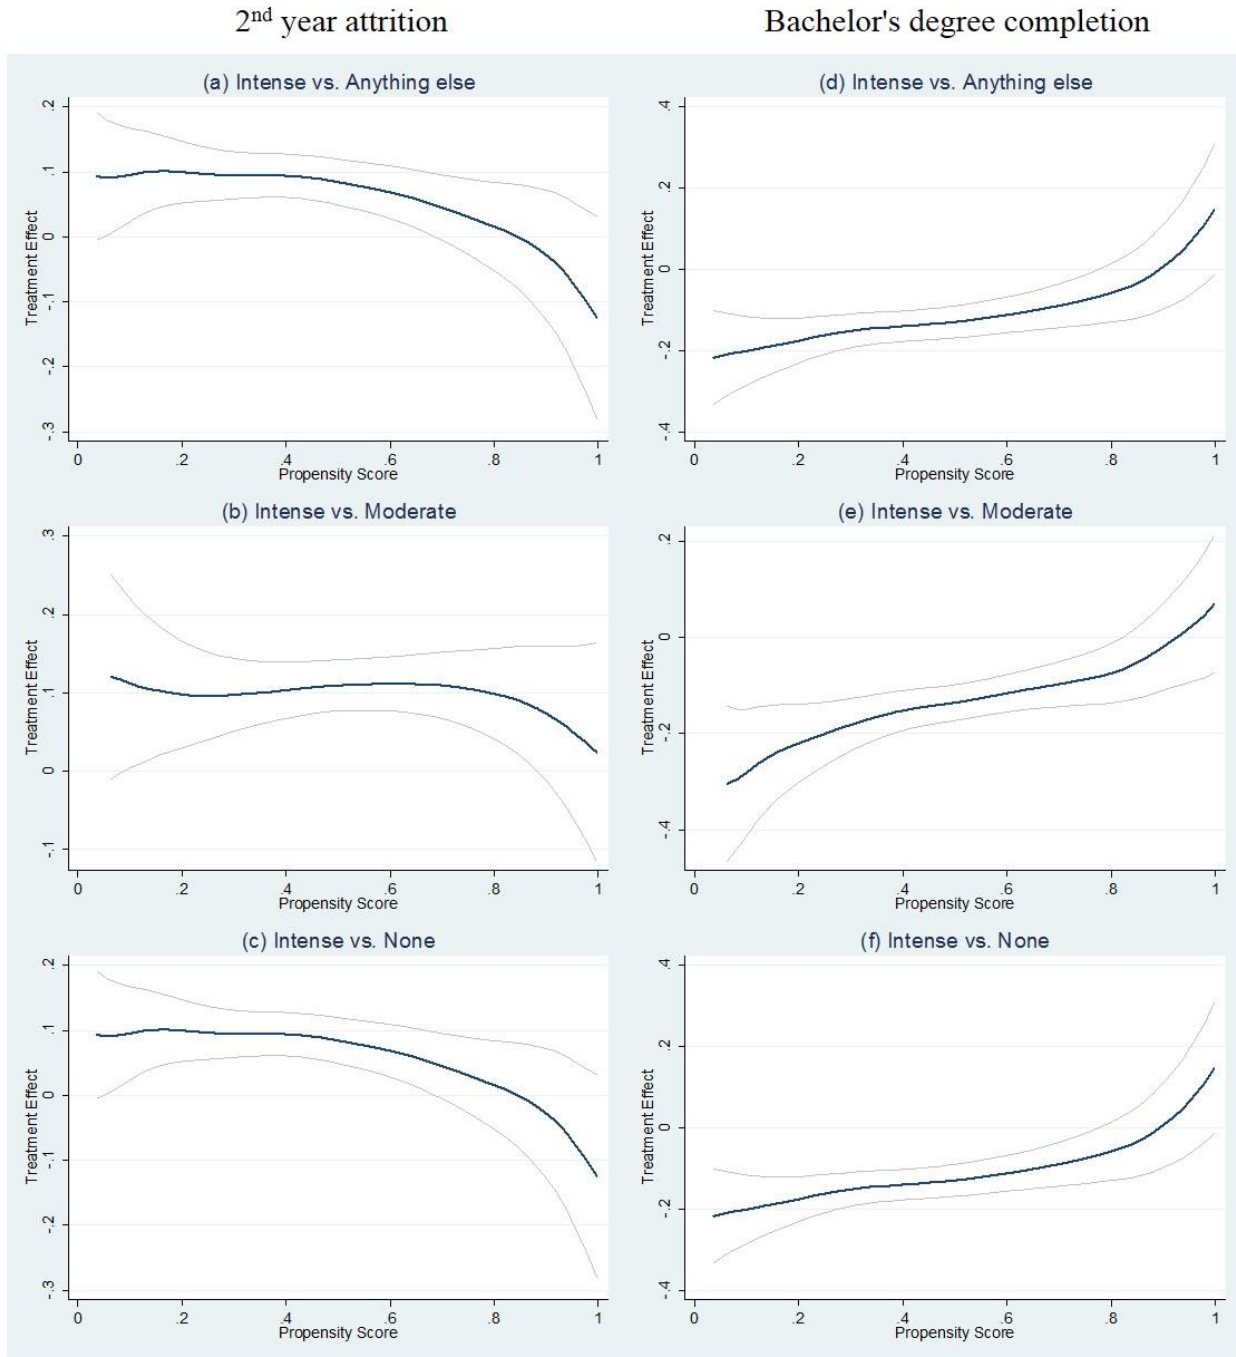 2nd year attrition
Bachelor's degree completion
(a) Intense vs. Anything else
Treatment Effect
.2
.1
0
-.1
-.2
-.3
0 .2 .4 .6 .8 1
Propensity Score
(d) Intense vs. Anything else
Treatment Effect
.4
.2
0
-.2
-.4
0 .2 .4 .6 .8 1
Propensity Score
(b) Intense vs. Moderate
Treatment Effect
.3
.2
.1
0
-.1
0 .2 .4 .6 .8 1
Propensity Score
(e) Intense vs. Moderate
Treatment Effect
.2
0
-.2
-.4
0 .2 .4 .6 .8 1
Propensity Score
(c) Intense vs. None
Treatment Effect
.2
.1
0
-.1
-.2
-.3
0 .2 .4 .6 .8 1
Propensity Score
(f) Intense vs. None
Treatment Effect
.4
.2
0
-.2
-.4
0 .2 .4 .6 .8 1
Propensity Score